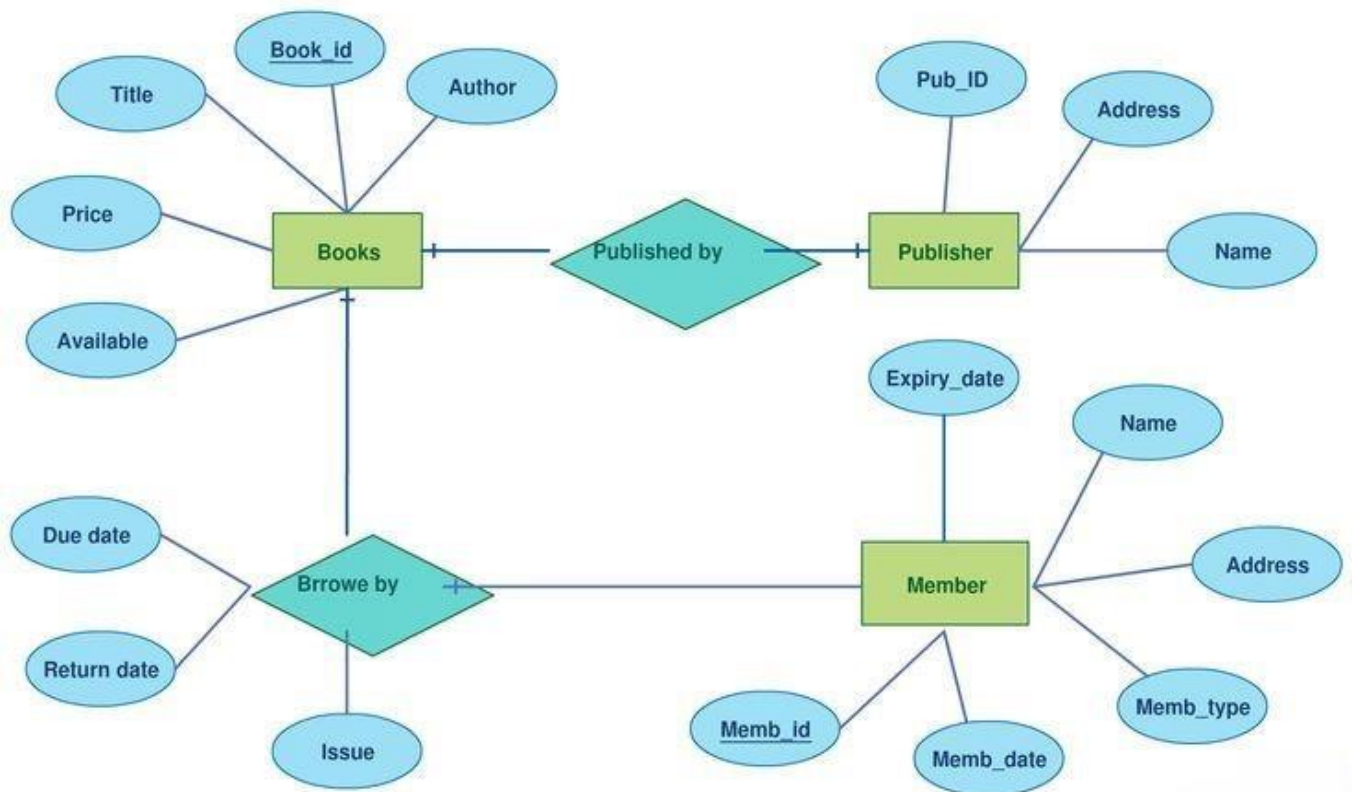 Book_id
Pub_ID
Title
Author
Address
Price
Books
Published by
Publisher
Name
Available
Expiry_date
Name
Due date
Brrowe by
Member
Address
Return date
Memb_type
Memb_id
Issue
Memb_date